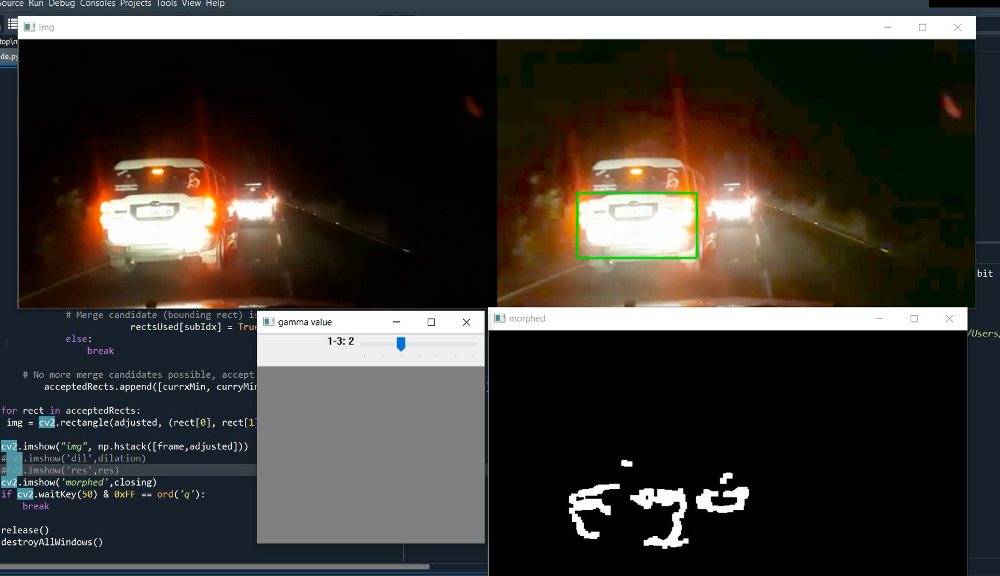 Source Run Debug Consoles Projects Tools View Help
img
top\m
de.py
bit
# Merge candidate (bounding rect) is
rectsUsed[subIdx] = True
else:
break
# No more merge candidates possible, accept
acceptedRects.append([currxMin, curryMin
for rect in acceptedRects:
img = cv2.rectangle(adjusted, (rect[0], rect[1]
cv2.imshow("img", np.hstack([frame,adjusted]))
#cv2.imshow('dil',dilation)
#cv2.imshow('res',res)
cv2.imshow('morphed',closing)
if cv2.waitKey(50) & 0xFF == ord('q'):
break
release()
destroyAllWindows()
gamma value
1-3: 2
morphed
/Users/